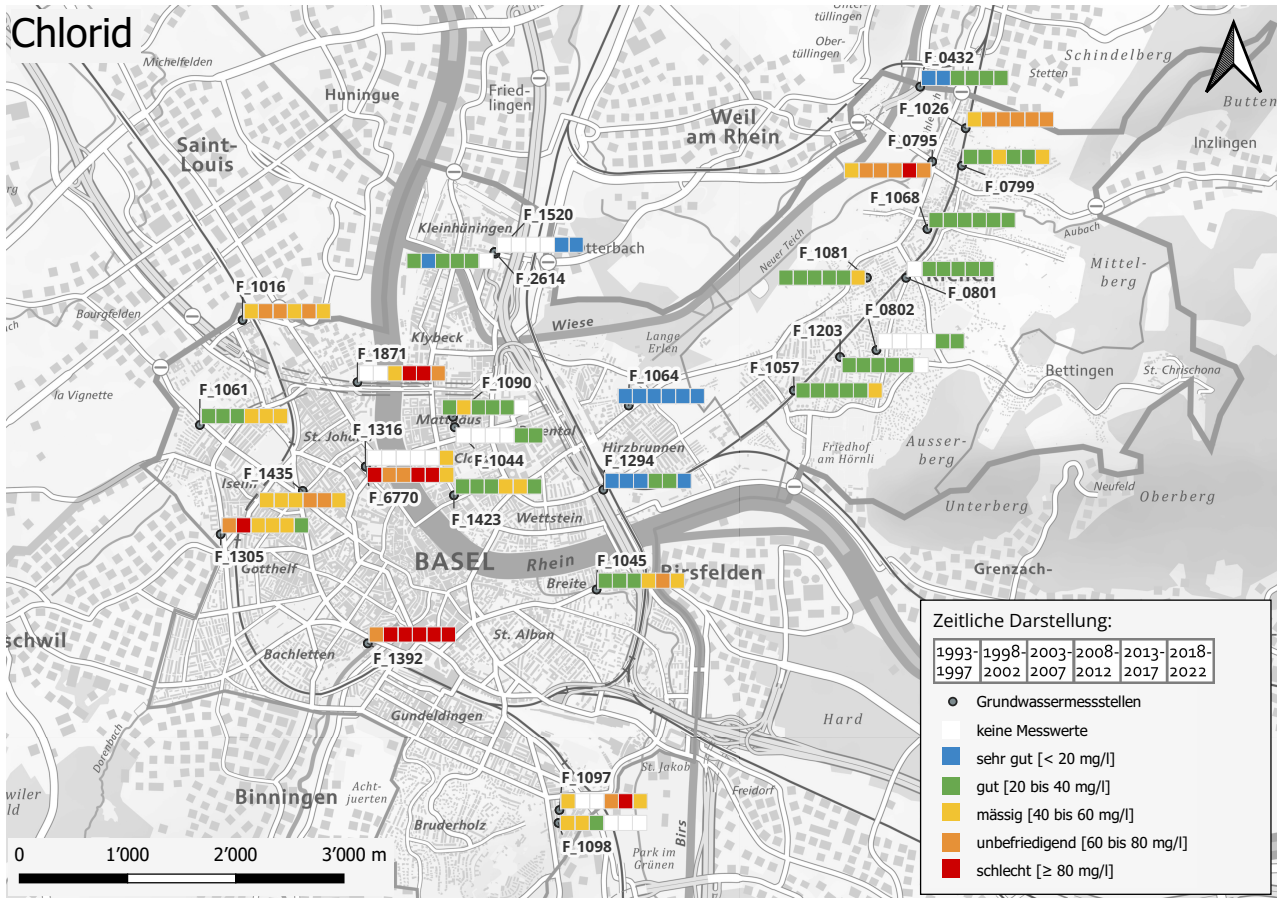 Chlorid
Michelfelden
Huningue
Saint-
Louis
Fried-
lingen
Weil
am Rhein
tüllingen
Ober-
tüllingen
Schindelberg
Stetten
Inzlingen
F_0432
F_1026
F_0795
F_0799
F_1068
Aubach
Neuer Teich
Mittel-
berg
F_1520
Kleinhüningen
F_2614
F_1081
F_0801
F_0802
F_1016
Bourgfelden
Klybeck
Wiese
Lange
Erlen
F_1203
F_1057
Bettingen
St. Chrischona
la Vignette
F_1871
F_1061
F_1090
F_1064
F_1316
F_1044
Hirzbrunnen
Friedhof
am Hörnli
Ausser-
berg
F_1435
F_6770
F_1423
F_1294
Wettstein
Neufeld
Oberberg
Unterberg
F_1305
Gotthelf
BASEL
Rhein
F_1045
Breite
Birsfelden
Grenzach-
St. Alban
Bachletten
F_1392
Gundeldingen
Hard
Dorenbach
St. Jakob
F_1097
Freidorf
Binningen
Acht-
juerten
Bruderholz
F_1098
Birs
Park im
Grünen
0 1'000 2'000 3'000 m
Zeitliche Darstellung:
1993- 1998- 2003- 2008- 2013- 2018-
1997 2002 2007 2012 2017 2022
Grundwassermessstellen
keine Messwerte
sehr gut [< 20 mg/l]
gut [20 bis 40 mg/l]
mässig [40 bis 60 mg/l]
unbefriedigend [60 bis 80 mg/l]
schlecht [≥ 80 mg/l]